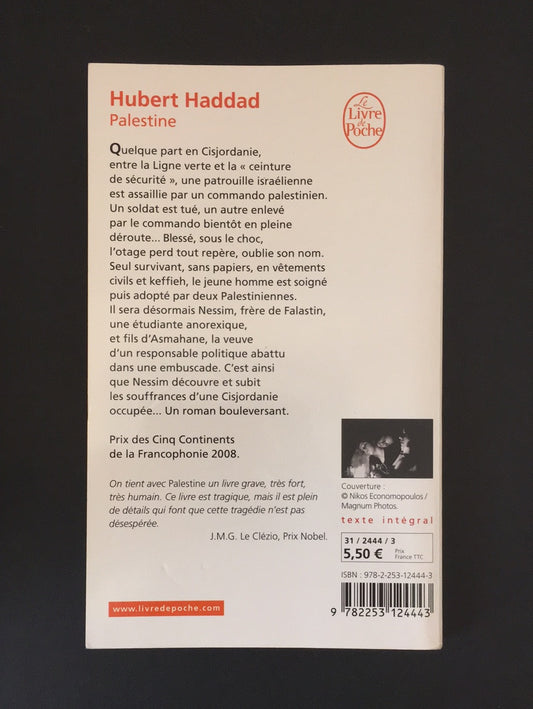 Hubert Haddad
Palestine
Le
Livre
de
Poche
Quelque part en Cisjordanie,
entre la Ligne verte et la « ceinture
de sécurité », une patrouille israélienne
est assaillie par un commando palestinien.
Un soldat est tué, un autre enlevé
par le commando bientôt en pleine
déroute... Blessé, sous le choc,
l'otage perd tout repère, oublie son nom.
Seul survivant, sans papiers, en vêtements
civils et keffieh, le jeune homme est soigné
puis adopté par deux Palestiniennes.
Il sera désormais Nessim, frère de Falastìn,
une étudiante anorexique,
et fils d'Asmahane, la veuve
d'un responsable politique abattu
dans une embuscade. C'est ainsi
que Nessim découvre et subit
les souffrances d'une Cisjordanie
occupée... Un roman bouleversant.
Prix des Cinq Continents
de la Francophonie 2008.
On tient avec Palestine un livre grave, très fort,
très humain. Ce livre est tragique, mais il est plein
de détails qui font que cette tragédie n'est pas
désespérée.
J.M.G. Le Clézio, Prix Nobel.
www.livredepoche.com
Couverture :
© Nikos Economopoulos /
Magnum Photos.
texte intégral
31 / 2444 / 3
5,50 € Prix
France TTC
ISBN : 978-2-253-12444-3
9 782253 124443